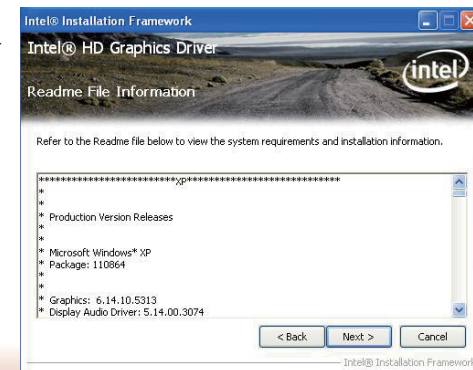 Intel® Installation Framework
Intel® HD Graphics Driver
intel
Readme File Information
Refer to the Readme file below to view the system requirements and installation information.
***************************XP******************************
*
*
* Production Version Releases
*
*
* Microsoft Windows* XP
* Package: 110864
*
*
* Graphics: 6.14.10.5313
* Display Audio Driver: 5.14.00.3074
< Back
Next >
Cancel
Intel® Installation Framework